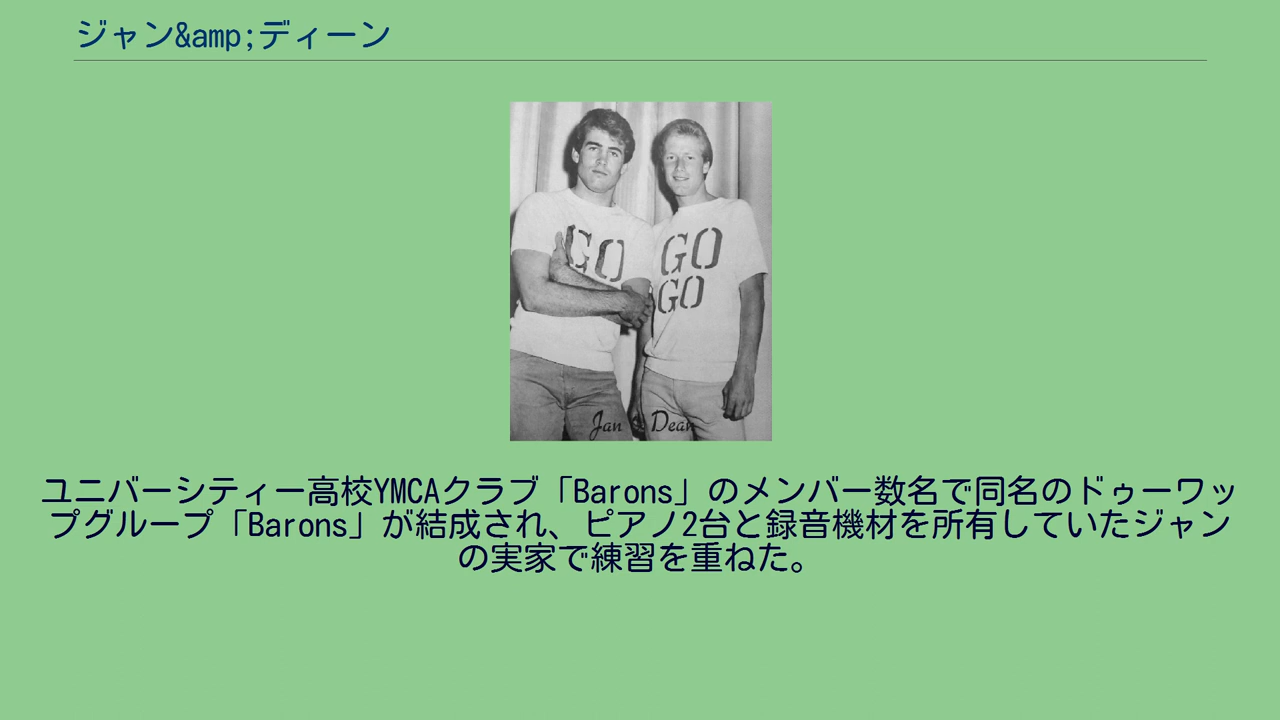 ジャン&amp;ディーン
GO GO
GO
Jan & Dean
ユニバーシティー高校YMCAクラブ「Barons」のメンバー数名で同名のドゥーワッ
プグループ「Barons」が結成され、ピアノ2台と録音機材を所有していたジャン
の実家で練習を重ねた。